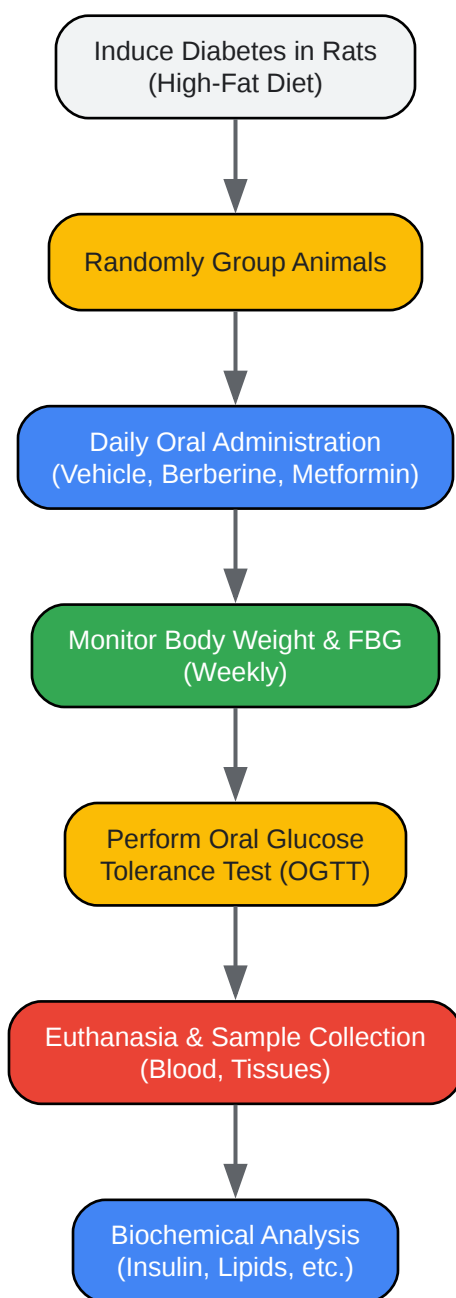 Induce Diabetes in Rats
(High-Fat Diet)
Randomly Group Animals
Daily Oral Administration
(Vehicle, Berberine, Metformin)
Monitor Body Weight & FBG
(Weekly)
Perform Oral Glucose
Tolerance Test (OGTT)
Euthanasia & Sample Collection
(Blood, Tissues)
Biochemical Analysis
(Insulin, Lipids, etc.)